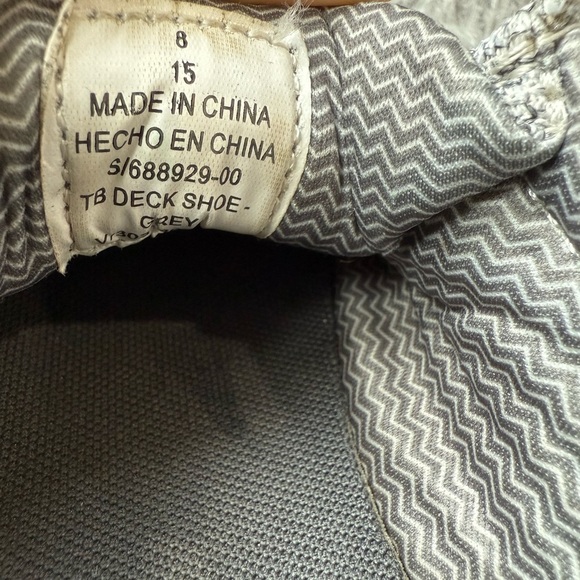 8
15
MADE IN CHINA
HECHO EN CHINA
S/688929-00
TB DECK SHOE -
GREY